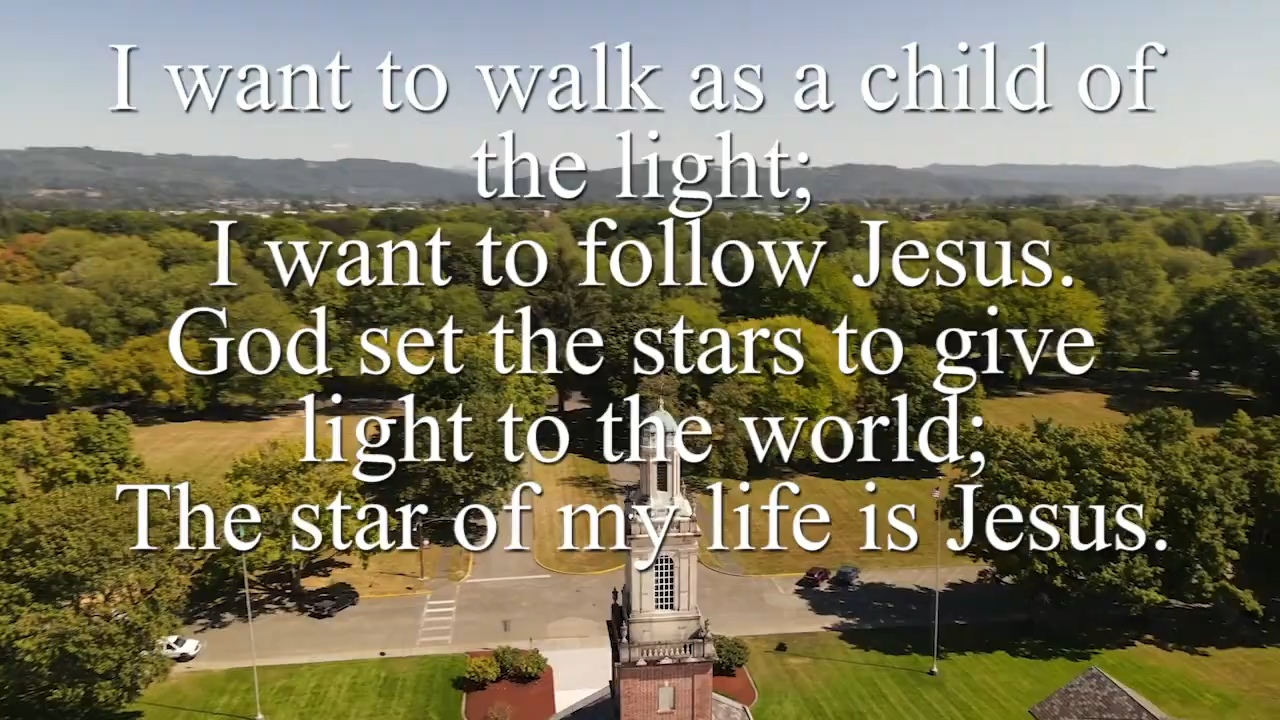 I want to walk as a child of
the light;
I want to follow Jesus.
God set the stars to give
light to the world;
The star of my life is Jesus.